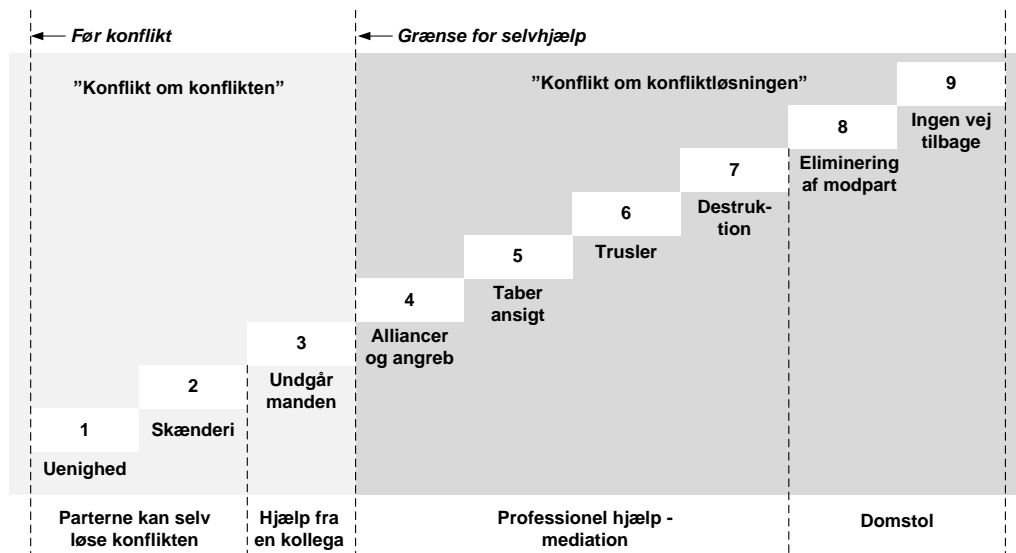 Før konflikt
Grænse for selvhjælp
”Konflikt om konflikten”
”Konflikt om konfliktløsningen”
1
Uenighed
2
Skænderi
3
Undgår
manden
4
Alliancer
og angreb
5
Taber
ansigt
6
Trusler
7
Destruk-
tion
8
Eliminering
af modpart
9
Ingen vej
tilbage
Parterne kan selv
løse konflikten
Hjælp fra
en kollega
Professionel hjælp -
mediation
Domstol